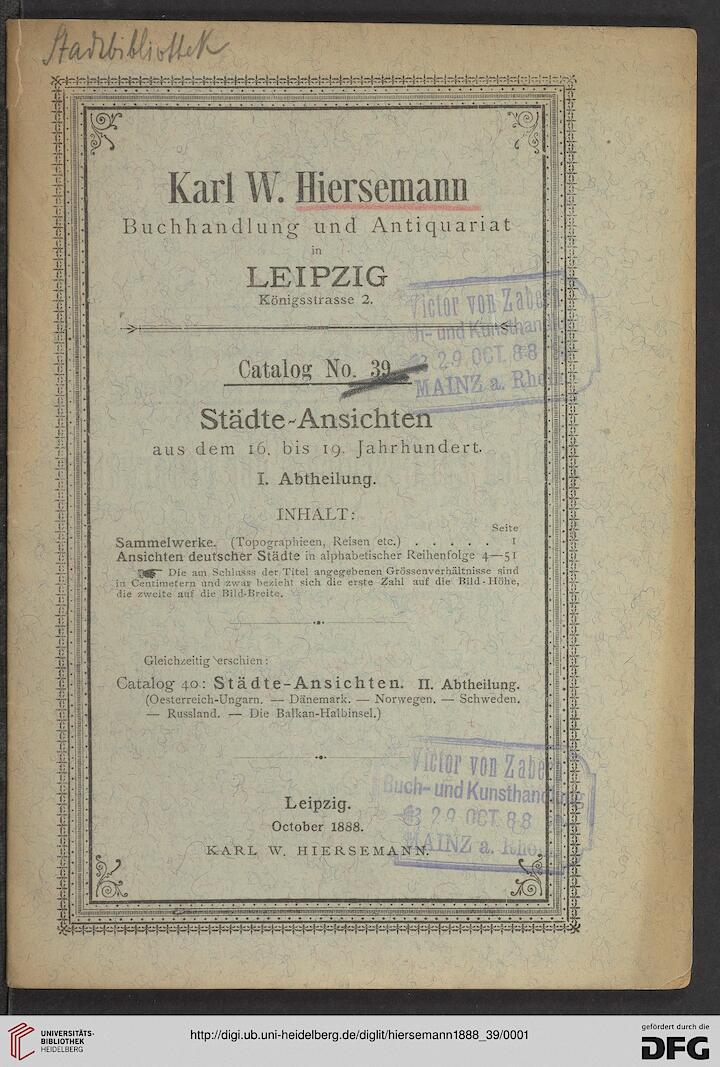 Stadtbibliothek
Karl W. Hiersemann
Buchhandlung und Antiquariat
in
LEIPZIG
Königsstrasse 2.
Victor von Zabern
h- und Kunsthan
29 OCT. 88
MAINZ a. Rhein
Catalog No. 39
Städte-Ansichten
aus dem 16. bis 19. Jahrhundert.
I. Abtheilung.
INHALT:
Seite
Sammelwerke. (Topographieen, Reisen etc.) . . . . . 1
Ansichten deutscher Städte in alphabetischer Reihenfolge 4—51
☛ Die am Schlusse der Titel angegebenen Grössenverhältnisse sind
in Centimetern und zwar bezieht sich die erste Zahl auf die Bild-Höhe,
die zweite auf die Bild-Breite.
Gleichzeitig erschien:
Catalog 40: Städte-Ansichten. II. Abtheilung.
(Oesterreich-Ungarn. — Dänemark. — Norwegen. — Schweden.
— Russland. — Die Balkan-Halbinsel.)
Victor von Zabe
Buch- und Kunsthandlung
29 OCT 88
MAINZ a. Rhe
Leipzig.
October 1888.
KARL W. HIERSEMANN.
UNIVERSITÄTS-
BIBLIOTHEK
HEIDELBERG
http://digi.ub.uni-heidelberg.de/diglit/hiersemann1888_39/0001
gefördert durch die
DFG